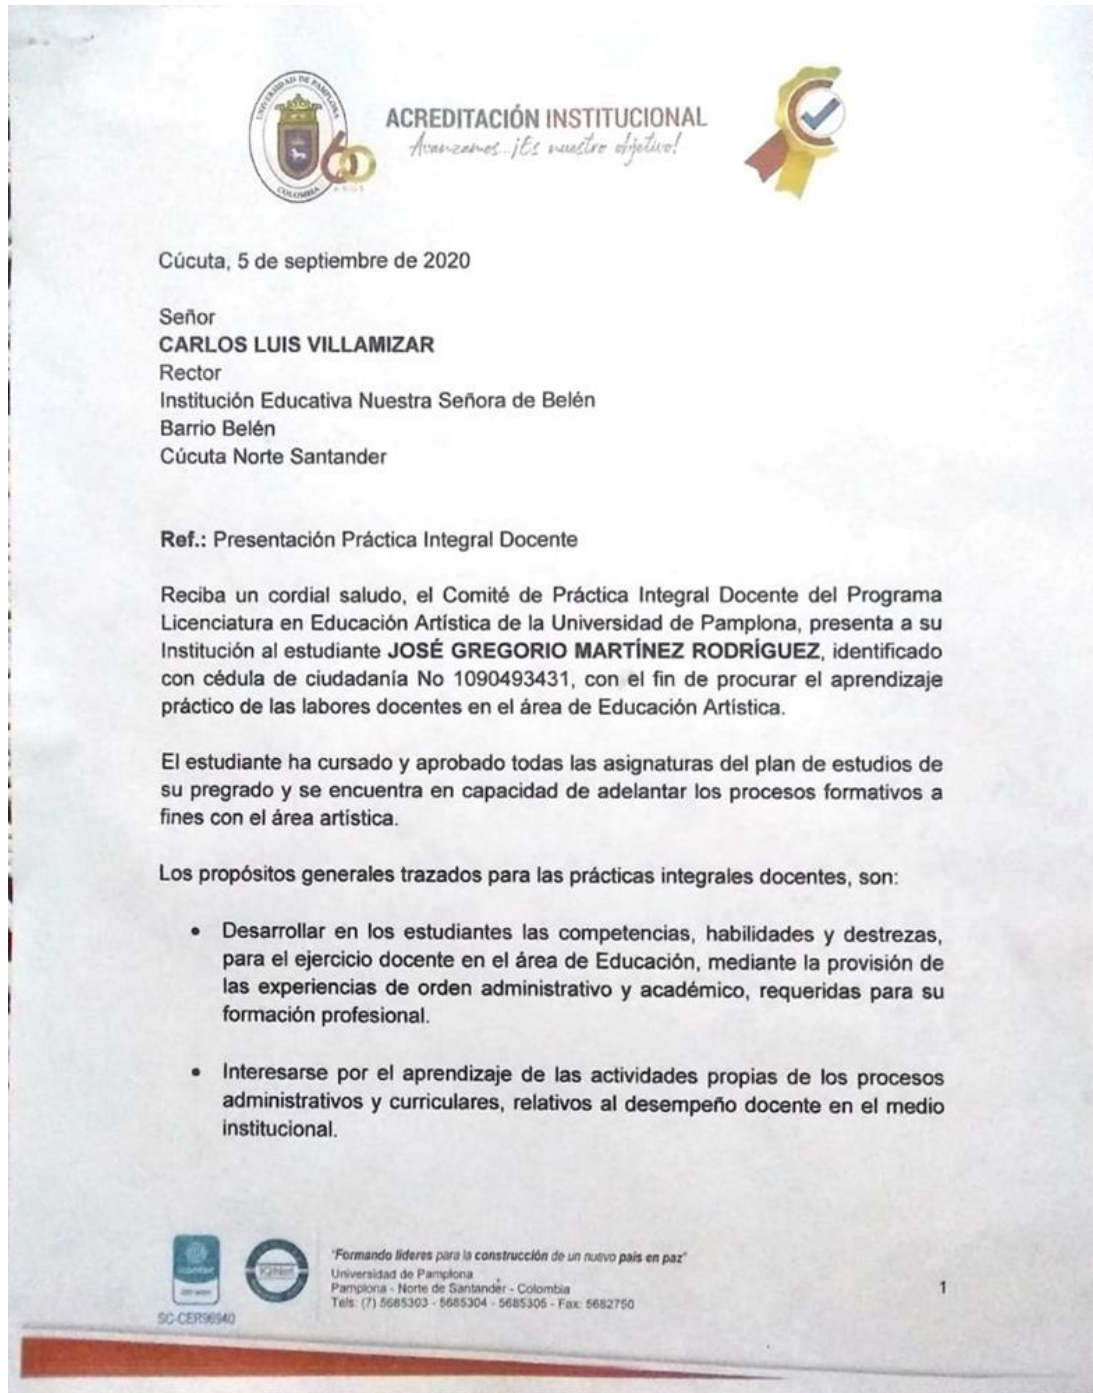 UNIVERSIDAD DE PAMPLONA
COLOMBIA
60
AÑOS
ACREDITACIÓN INSTITUCIONAL
Avanzamos... ¡Es nuestro objetivo!
Cúcuta, 5 de septiembre de 2020
Señor
CARLOS LUIS VILLAMIZAR
Rector
Institución Educativa Nuestra Señora de Belén
Barrio Belén
Cúcuta Norte Santander
Ref.: Presentación Práctica Integral Docente
Reciba un cordial saludo, el Comité de Práctica Integral Docente del Programa
Licenciatura en Educación Artística de la Universidad de Pamplona, presenta a su
Institución al estudiante JOSÉ GREGORIO MARTÍNEZ RODRÍGUEZ, identificado
con cédula de ciudadanía No 1090493431, con el fin de procurar el aprendizaje
práctico de las labores docentes en el área de Educación Artística.
El estudiante ha cursado y aprobado todas las asignaturas del plan de estudios de
su pregrado y se encuentra en capacidad de adelantar los procesos formativos a
fines con el área artística.
Los propósitos generales trazados para las prácticas integrales docentes, son:
• Desarrollar en los estudiantes las competencias, habilidades y destrezas,
para el ejercicio docente en el área de Educación, mediante la provisión de
las experiencias de orden administrativo y académico, requeridas para su
formación profesional.
• Interesarse por el aprendizaje de las actividades propias de los procesos
administrativos y curriculares, relativos al desempeño docente en el medio
institucional.
icontec
ISO 9001
SC-CER96940
IQNet
"Formando líderes para la construcción de un nuevo país en paz"
Universidad de Pamplona
Pamplona - Norte de Santander - Colombia
Tels: (7) 5685303 - 5685304 - 5685305 - Fax: 5682750
1